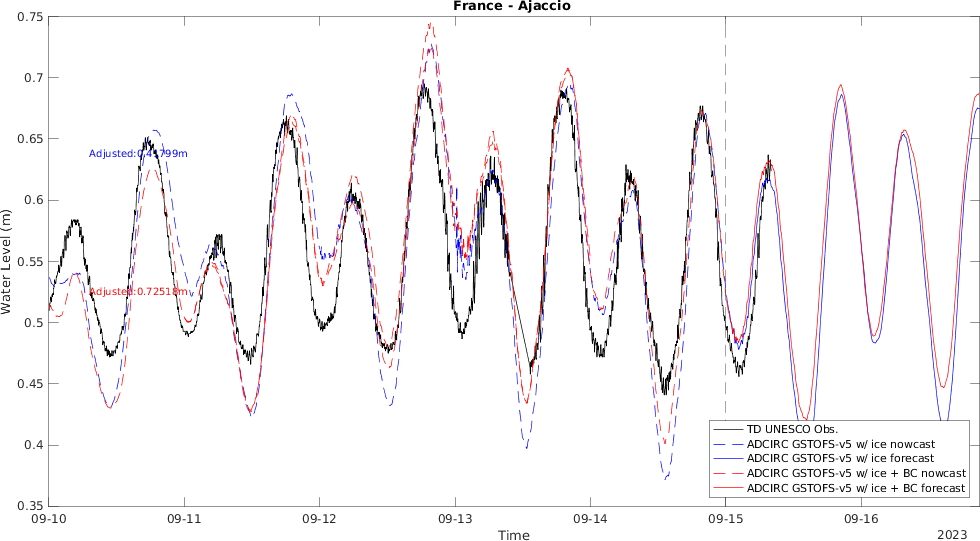 France - Ajaccio
0.75
0.7
0.65
0.6
0.55
0.5
0.45
0.4
0.35
Water Level (m)
Adjusted:0.41799m
Adjusted:0.72518m
TD UNESCO Obs.
ADCIRC GSTOFS-v5 w/ ice nowcast
ADCIRC GSTOFS-v5 w/ ice forecast
ADCIRC GSTOFS-v5 w/ ice + BC nowcast
ADCIRC GSTOFS-v5 w/ ice + BC forecast
09-10 09-11 09-12 09-13 09-14 09-15 09-16
Time
2023